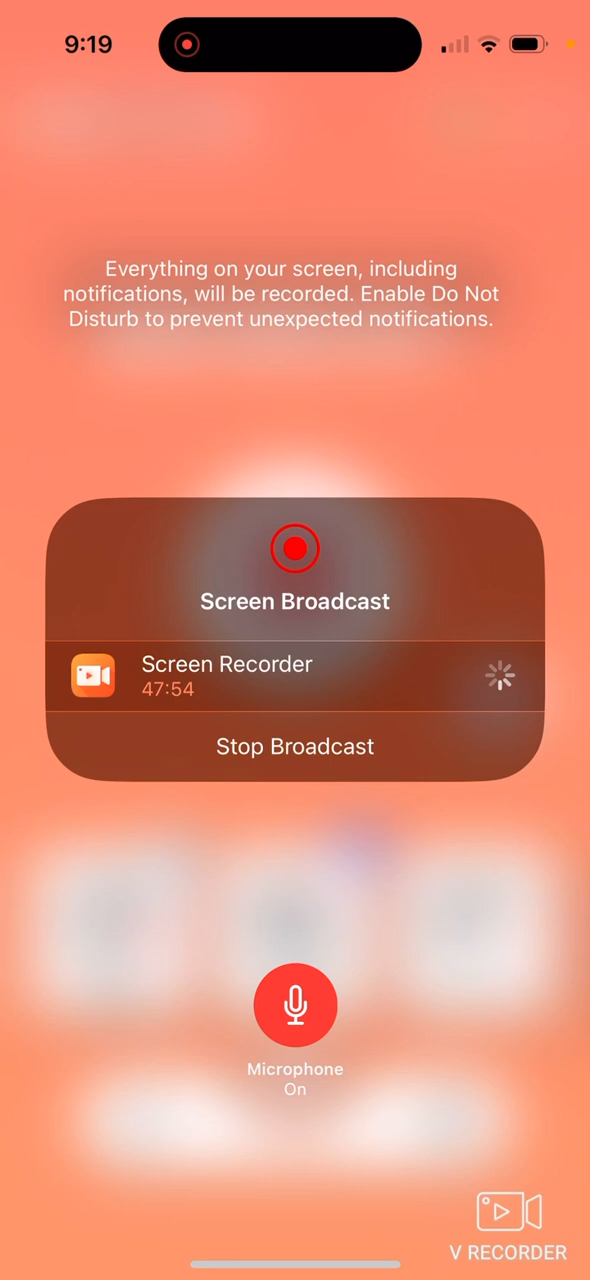 9:19
Everything on your screen, including
notifications, will be recorded. Enable Do Not
Disturb to prevent unexpected notifications.
Screen Broadcast
Screen Recorder
47:54
Stop Broadcast
Microphone
On
V RECORDER